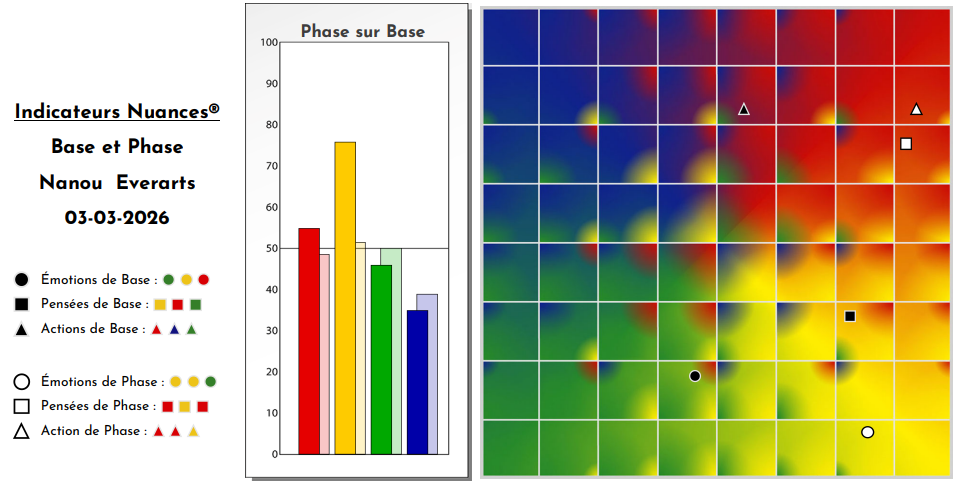 Indicateurs Nuances®
Base et Phase
Nanou Everarts
03-03-2026
Émotions de Base :
Pensées de Base :
Actions de Base :
Émotions de Phase :
Pensées de Phase :
Action de Phase :
Phase sur Base
100
90
80
70
60
50
40
30
20
10
0